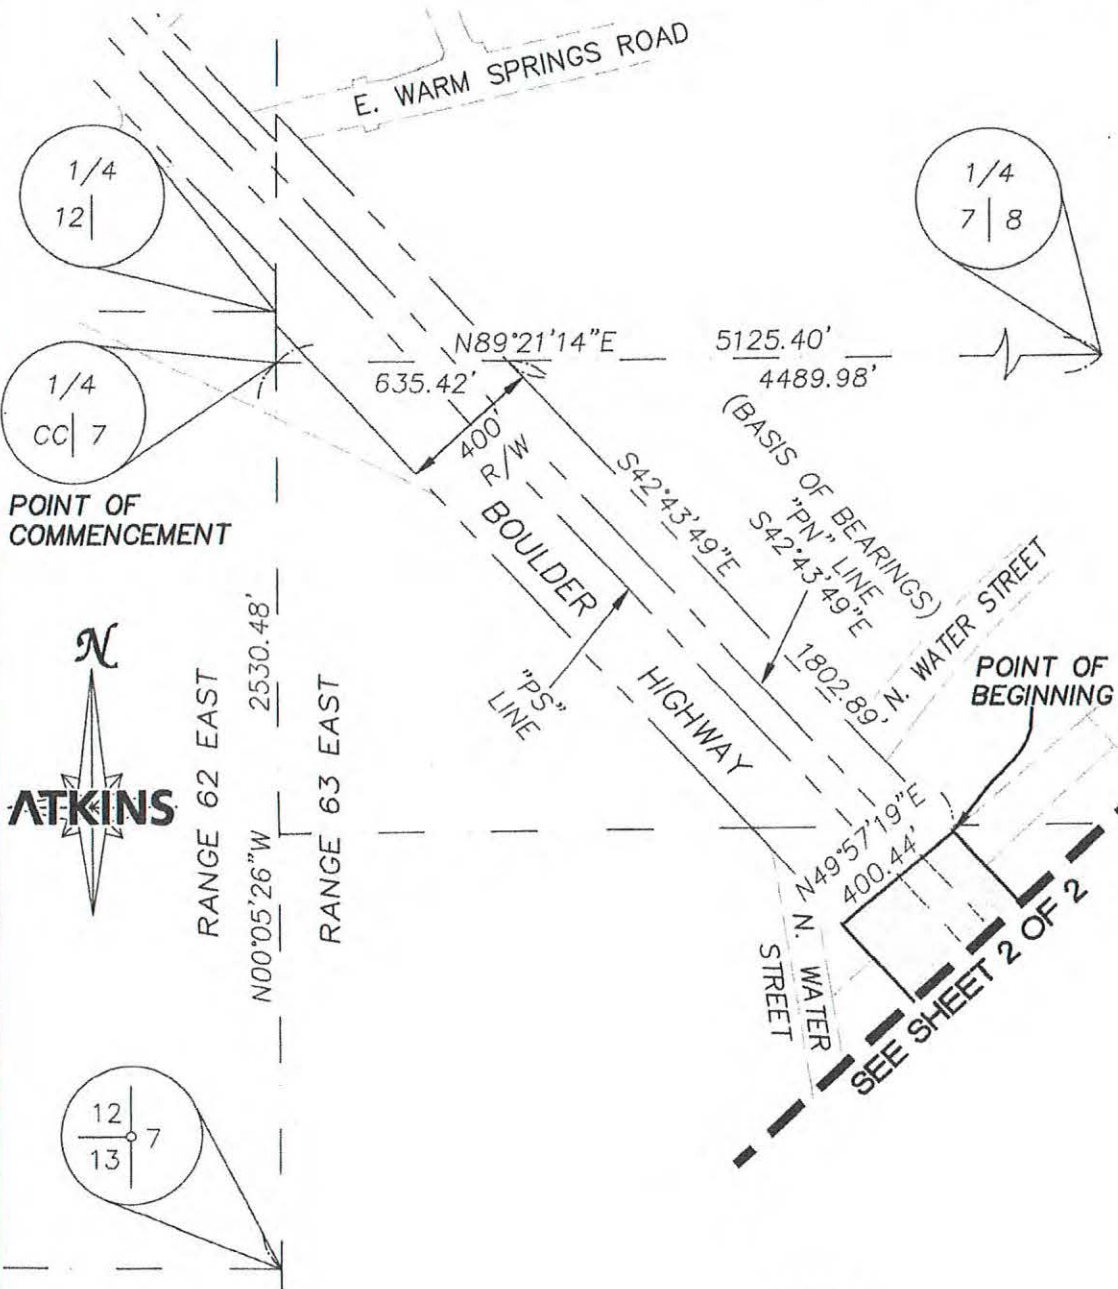 E. WARM SPRINGS ROAD
1/4
12
1/4
7 8
N89°21'14"E
5125.40'
635.42'
4489.98'
1/4
CC 7
POINT OF
COMMENCEMENT
400'
R/W
BOULDER
HIGHWAY
S42°43'49"E
(BASIS OF BEARINGS)
"PN" LINE
S42°43'49"E
1802.89'
N. WATER STREET
"PS"
LINE
POINT OF
BEGINNING
N
ATKINS
RANGE 62 EAST
N00°05'26"W 2530.48'
RANGE 63 EAST
N49°57'19"E
400.44'
N. WATER
STREET
SEE SHEET 2 OF 2
12
7
13